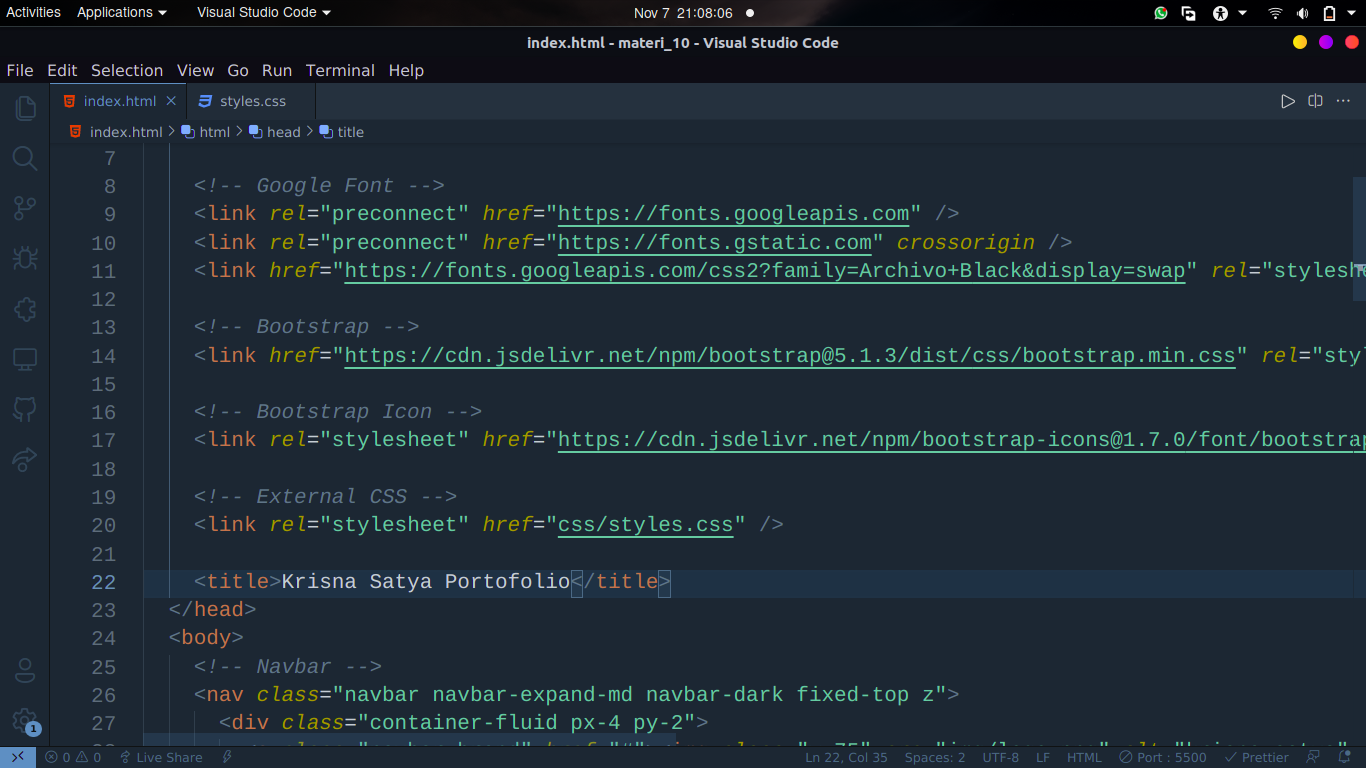 Activities Applications Visual Studio Code Nov 7 21:08:06
index.html - materi_10 - Visual Studio Code
File Edit Selection View Go Run Terminal Help
index.html styles.css
index.html html head title
7
8 <!-- Google Font -->
9 <link rel="preconnect" href="https://fonts.googleapis.com" />
10 <link rel="preconnect" href="https://fonts.gstatic.com" crossorigin />
11 <link href="https://fonts.googleapis.com/css2?family=Archivo+Black&display=swap" rel="stylesh
12
13 <!-- Bootstrap -->
14 <link href="https://cdn.jsdelivr.net/npm/bootstrap@5.1.3/dist/css/bootstrap.min.css" rel="sty
15
16 <!-- Bootstrap Icon -->
17 <link rel="stylesheet" href="https://cdn.jsdelivr.net/npm/bootstrap-icons@1.7.0/font/bootstrap
18
19 <!-- External CSS -->
20 <link rel="stylesheet" href="css/styles.css" />
21
22 <title>Krisna Satya Portofolio</title>
23 </head>
24 <body>
25 <!-- Navbar -->
26 <nav class="navbar navbar-expand-md navbar-dark fixed-top z">
27 <div class="container-fluid px-4 py-2">
1
0 0 Live Share Ln 22, Col 35 Spaces: 2 UTF-8 LF HTML Port : 5500 Prettier